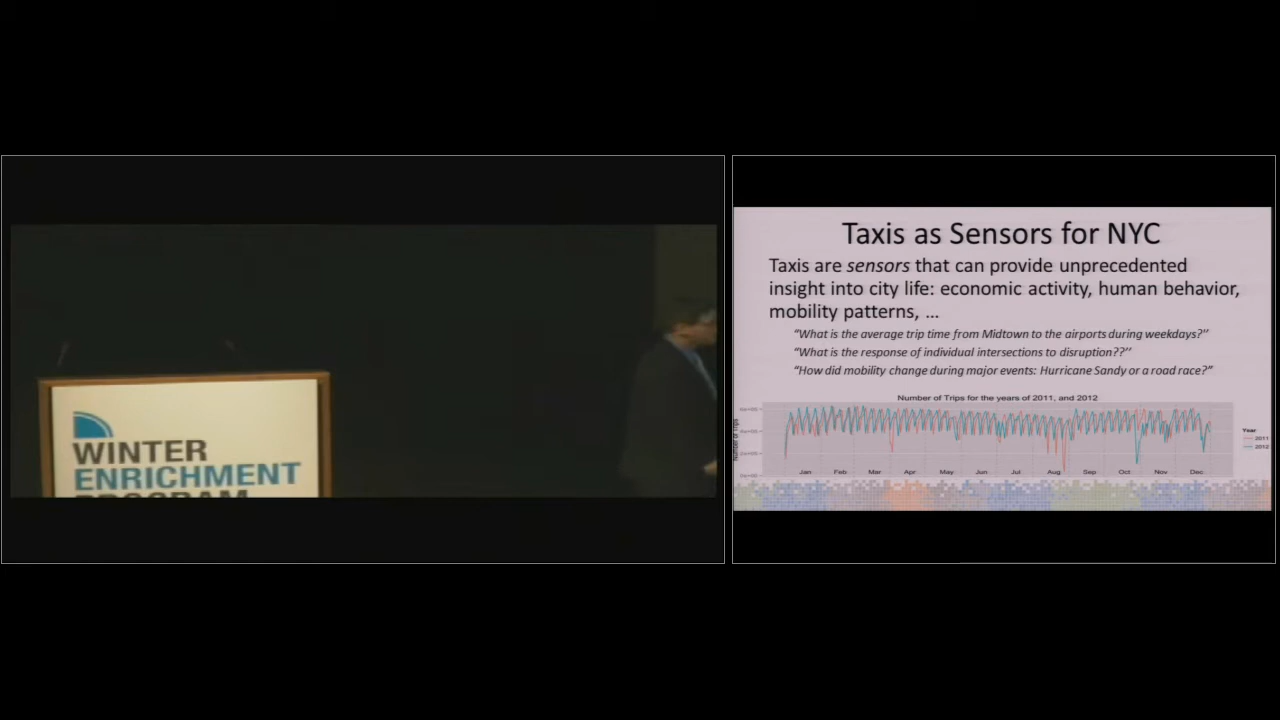 WINTER
ENRICHMENT
PROGRAM
Taxis as Sensors for NYC
Taxis are sensors that can provide unprecedented
insight into city life: economic activity, human behavior,
mobility patterns, …
“What is the average trip time from Midtown to the airports during weekdays?’’
“What is the response of individual intersections to disruption??’’
“How did mobility change during major events: Hurricane Sandy or a road race?”
Number of Trips for the years of 2011, and 2012
Number of Trips
Year
2011
2012
Jan Feb Mar Apr May Jun Jul Aug Sep Oct Nov Dec